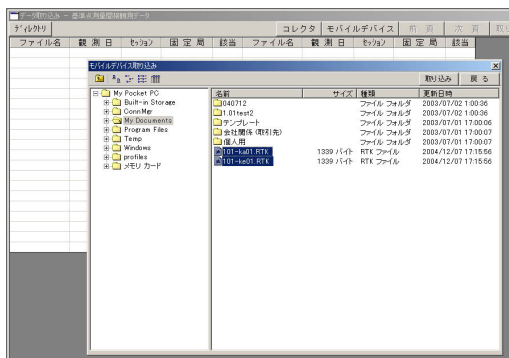 データ取り込み - 基準点測量間接観測データ
ディレクトリ コレクタ モバイルデバイス 前 頁 次 頁 取り
ファイル名 観 測 日 セッション 固 定 局 該当 ファイル名 観 測 日 セッション 固 定 局 該当
モバイルデバイス取り込み
取り込み 戻 る
My Pocket PC
Built-in Storage
ConnMgr
My Documents
Program Files
Temp
Windows
profiles
メモリ カード
名前 サイズ 種類 更新日時
040712 ファイル フォルダ 2003/07/02 1:00:36
1.01test2 ファイル フォルダ 2003/07/02 1:00:36
テンプレート ファイル フォルダ 2003/07/01 17:00:06
会社関係(取引先) ファイル フォルダ 2003/07/01 17:00:07
個人用 ファイル フォルダ 2003/07/01 17:00:07
101-ka01.RTK 1339 バイト RTK ファイル 2004/12/07 17:15:56
101-ke01.RTK 1339 バイト RTK ファイル 2004/12/07 17:15:56